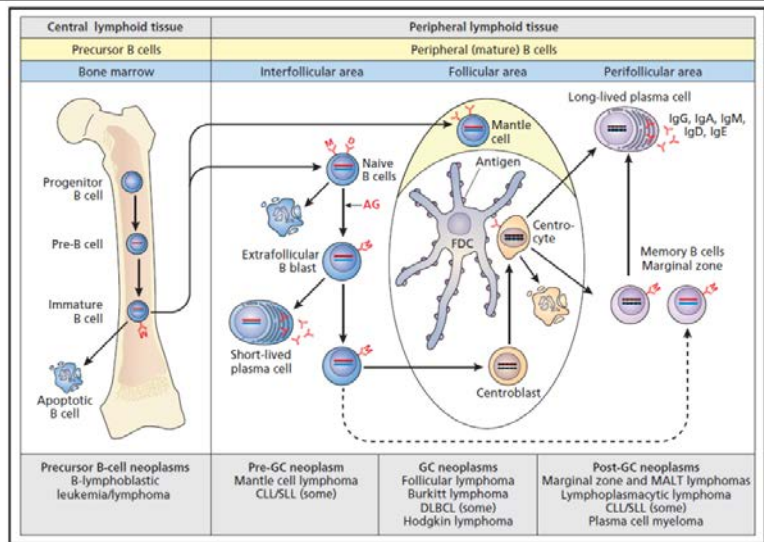 Central lymphoid tissue
Peripheral lymphoid tissue
Precursor B cells
Peripheral (mature) B cells
Bone marrow
Interfollicular area
Follicular area
Perifollicular area
Progenitor
B cell
Pre-B cell
Immature
B cell
M
Apoptotic
B cell
M
D
Naive
B cells
AG
Extrafollicular
B blast
M
Short-lived
plasma cell
M
Mantle
cell
Antigen
FDC
Centro-
cyte
Centroblast
Long-lived plasma cell
IgG, IgA, IgM,
IgD, IgE
Memory B cells
Marginal zone
M
M
Precursor B-cell neoplasms
B-lymphoblastic
leukemia/lymphoma
Pre-GC neoplasm
Mantle cell lymphoma
CLL/SLL (some)
GC neoplasms
Follicular lymphoma
Burkitt lymphoma
DLBCL (some)
Hodgkin lymphoma
Post-GC neoplasms
Marginal zone and MALT lymphomas
Lymphoplasmacytic lymphoma
CLL/SLL (some)
Plasma cell myeloma